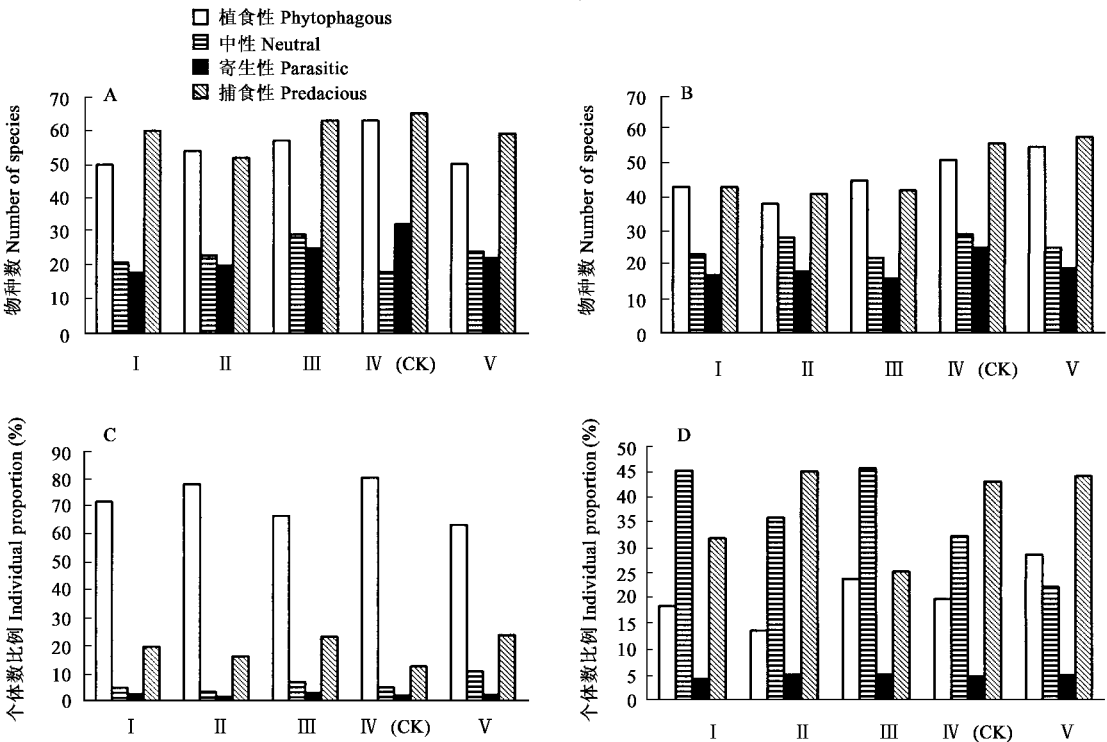 植食性 Phytophagous
中性 Neutral
寄生性 Parasitic
捕食性 Predacious
A
物种数 Number of species
70
60
50
40
30
20
10
0
Ⅰ Ⅱ Ⅲ Ⅳ (CK) Ⅴ
B
物种数 Number of species
70
60
50
40
30
20
10
0
Ⅰ Ⅱ Ⅲ Ⅳ (CK) Ⅴ
C
个体数比例 Individual proportion (%)
90
80
70
60
50
40
30
20
10
0
Ⅰ Ⅱ Ⅲ Ⅳ (CK) Ⅴ
D
个体数比例 Individual proportion (%)
50
45
40
35
30
25
20
15
10
5
0
Ⅰ Ⅱ Ⅲ Ⅳ (CK) Ⅴ